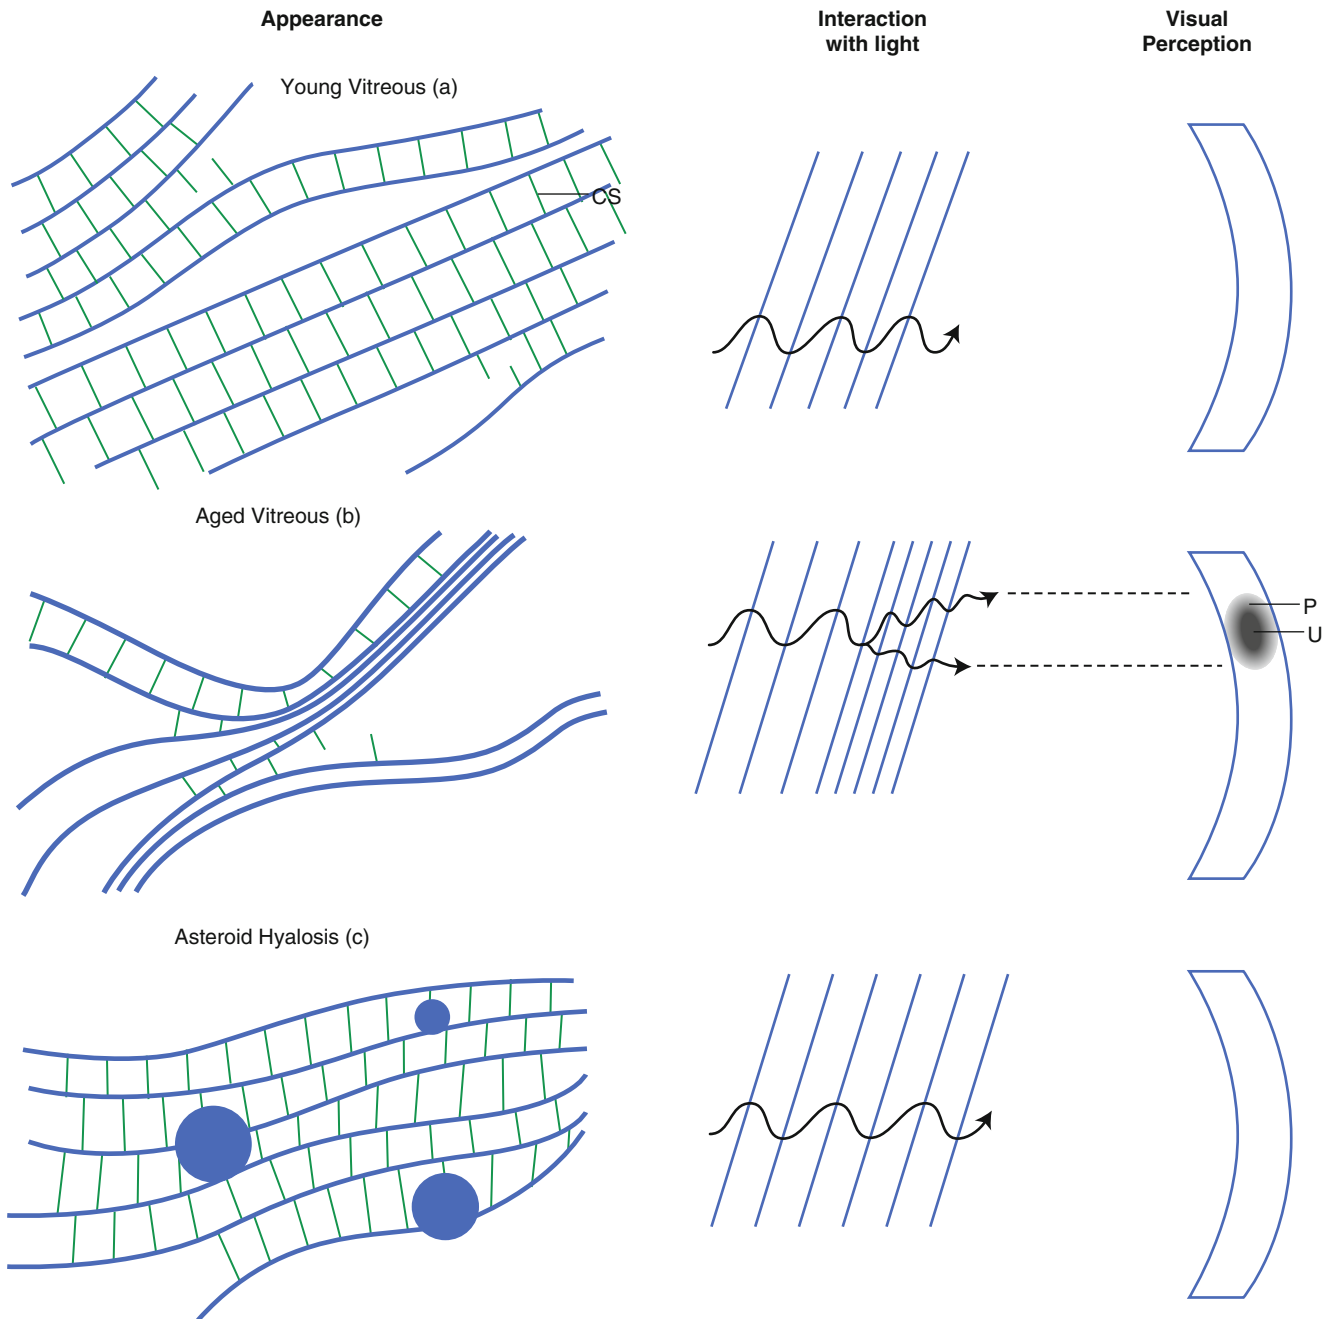 Appearance
Interaction
with light
Visual
Perception
Young Vitreous (a)
CS
Aged Vitreous (b)
P
U
Asteroid Hyalosis (c)